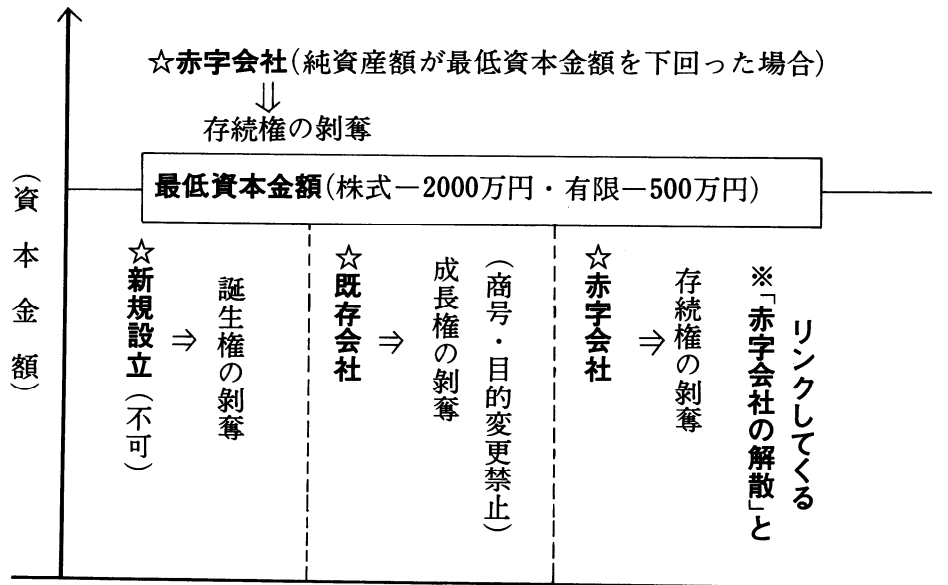 ☆赤字会社(純資産額が最低資本金額を下回った場合)
⇓
存続権の剥奪
最低資本金額(株式－2000万円・有限－500万円)
(資本金額)
☆新規設立(不可)
⇒
誕生権の剥奪
☆既存会社
⇒
成長権の剥奪
(商号・目的変更禁止)
☆赤字会社
⇒
存続権の剥奪
※「赤字会社の解散」と
リンクしてくる